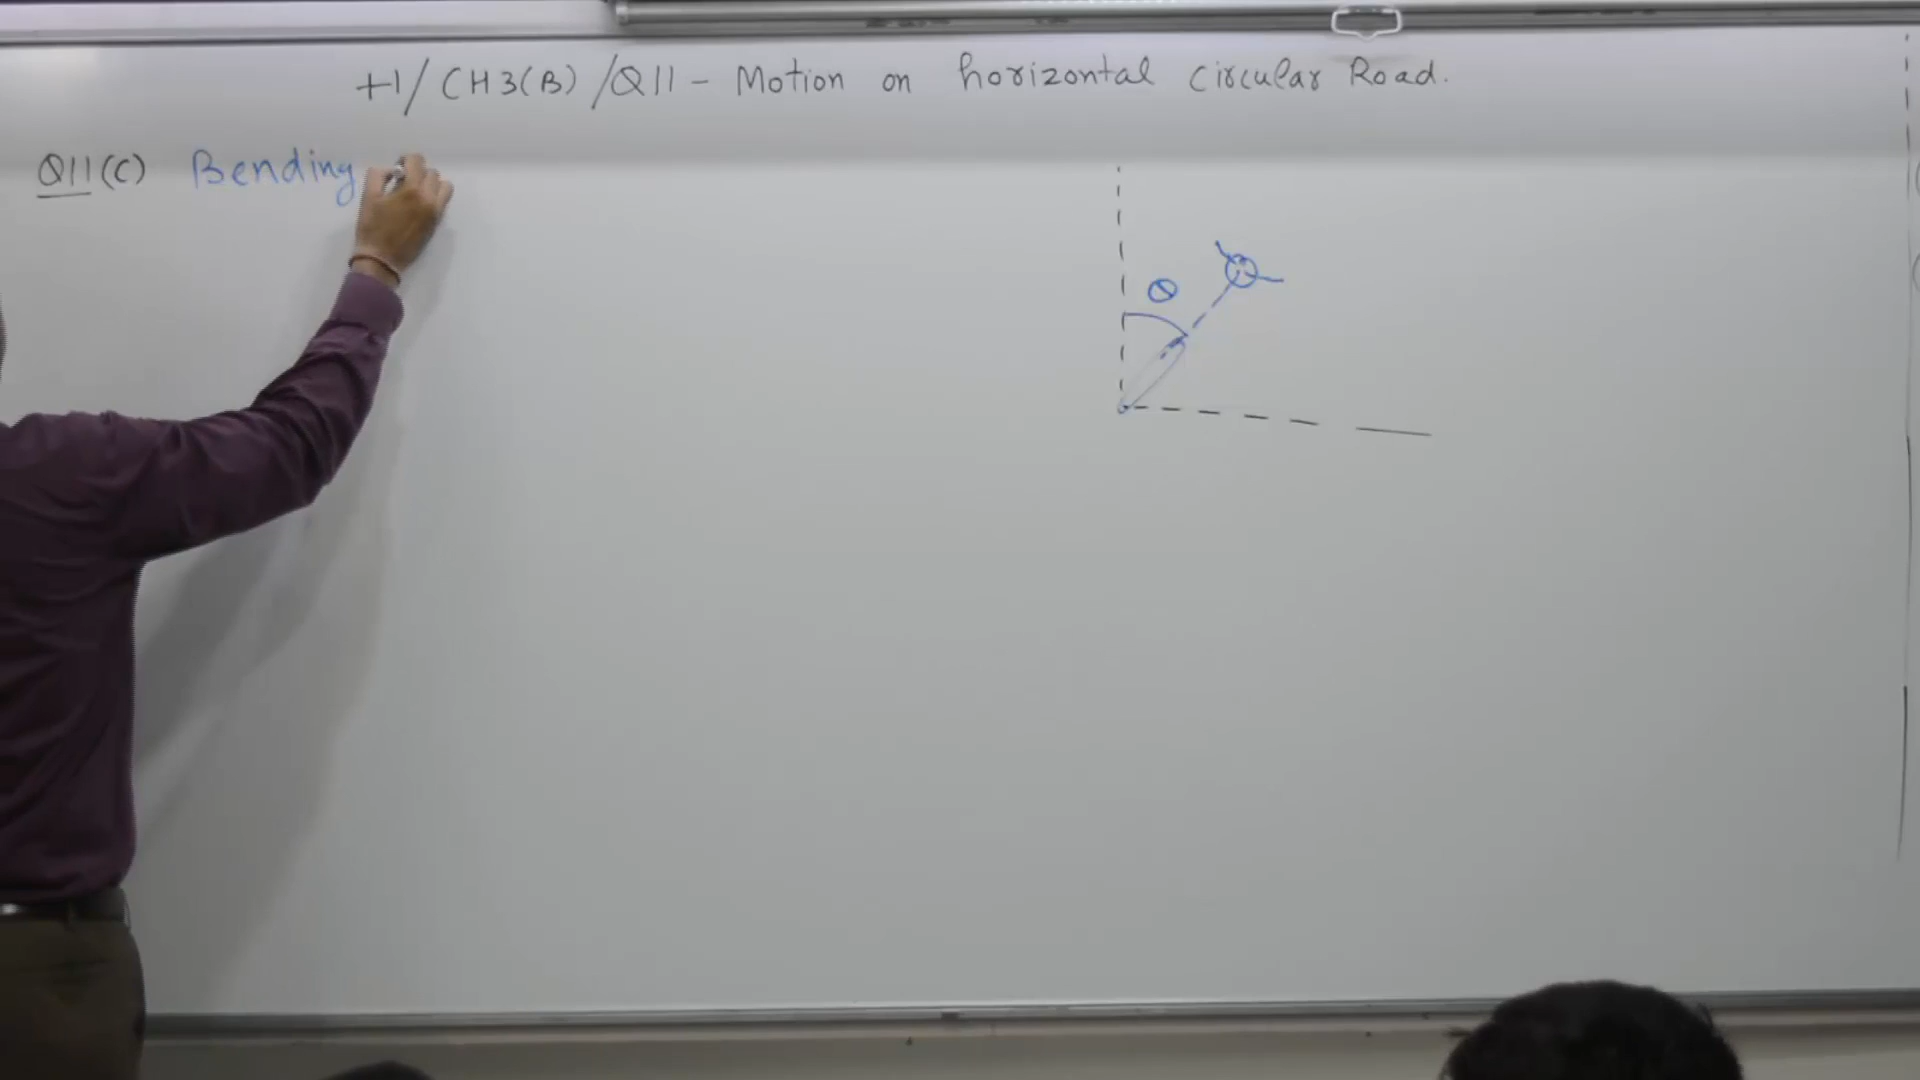 +1/CH3(B)/Q11 - Motion on horizontal Circular Road.
Q11(C) Bending
θ